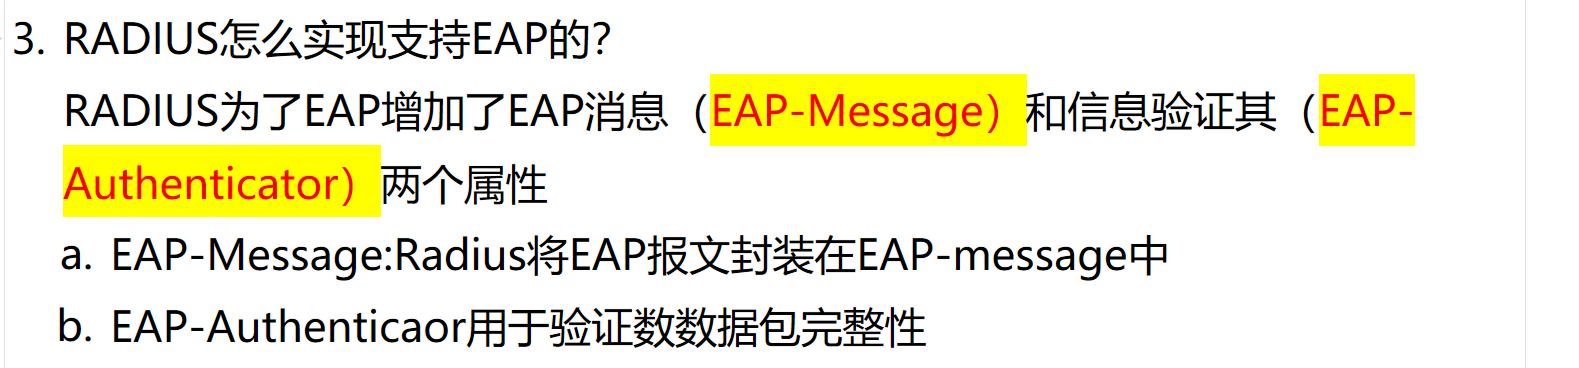 3. RADIUS怎么实现支持EAP的?
RADIUS为了EAP增加了EAP消息（EAP-Message）和信息验证其（EAP-
Authenticator）两个属性
a. EAP-Message:Radius将EAP报文封装在EAP-message中
b. EAP-Authenticaor用于验证数数据包完整性